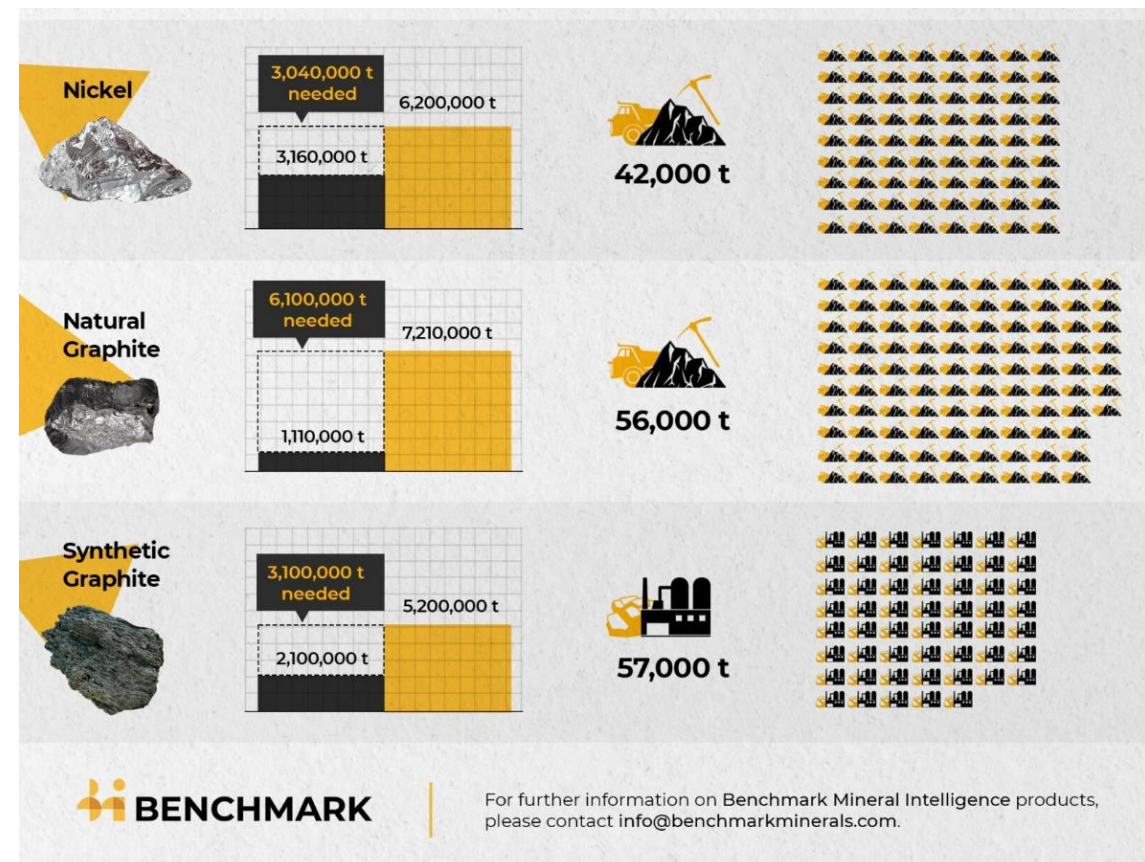 Nickel
3,040,000 t
needed
6,200,000 t
3,160,000 t
42,000 t
Natural
Graphite
6,100,000 t
needed
7,210,000 t
1,110,000 t
56,000 t
Synthetic
Graphite
3,100,000 t
needed
5,200,000 t
2,100,000 t
57,000 t
BENCHMARK
For further information on Benchmark Mineral Intelligence products,
please contact info@benchmarkminerals.com.